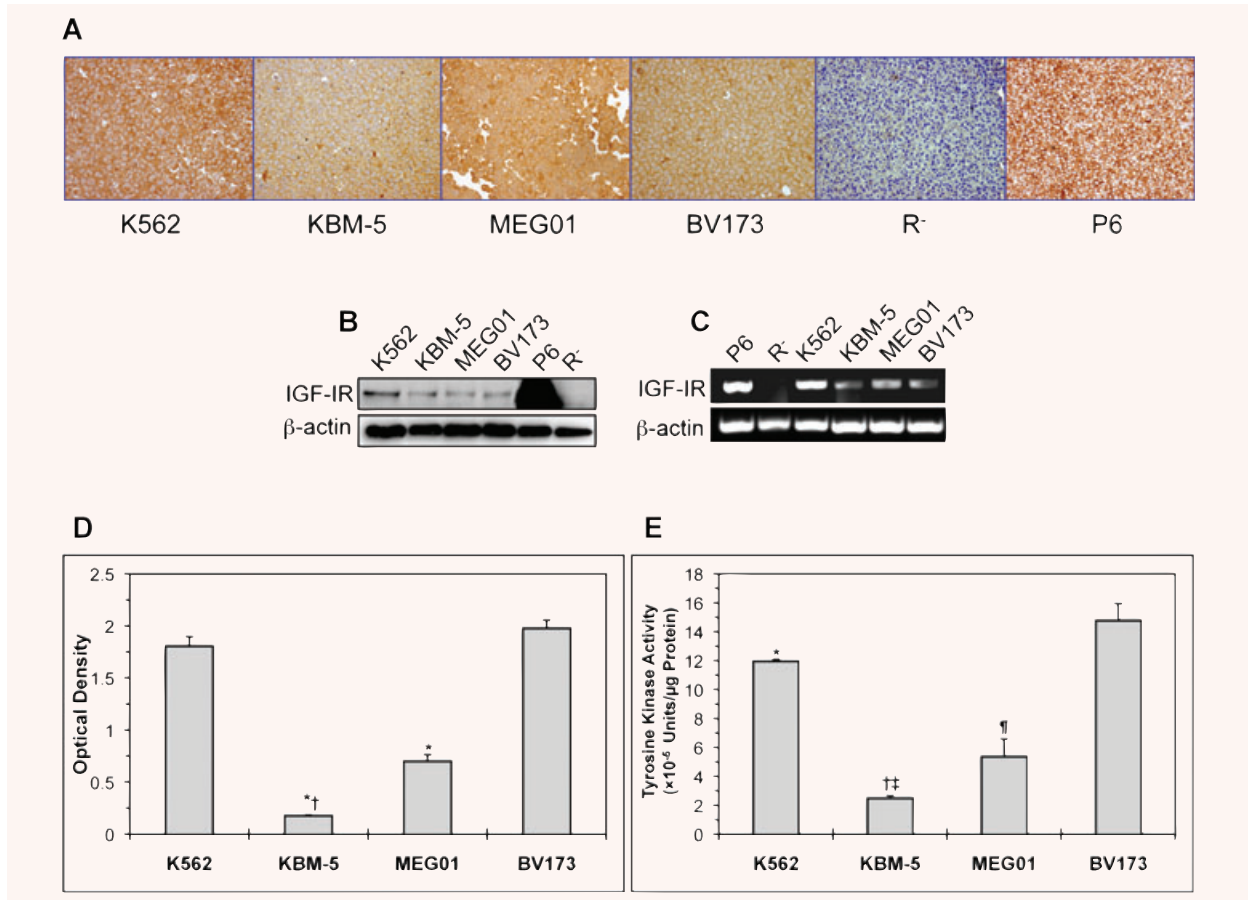 A
K562 KBM-5 MEG01 BV173 R- P6
B
K562 KBM-5 MEG01 BV173 P6 R-
IGF-IR
β-actin
C
P6 R- K562 KBM-5 MEG01 BV173
IGF-IR
β-actin
D
Optical Density
2.5
2
1.5
1
0.5
0
*†
*
K562 KBM-5 MEG01 BV173
E
Tyrosine Kinase Activity
(×10-5 Units/µg Protein)
18
16
14
12
10
8
6
4
2
0
*
†‡
¶
K562 KBM-5 MEG01 BV173